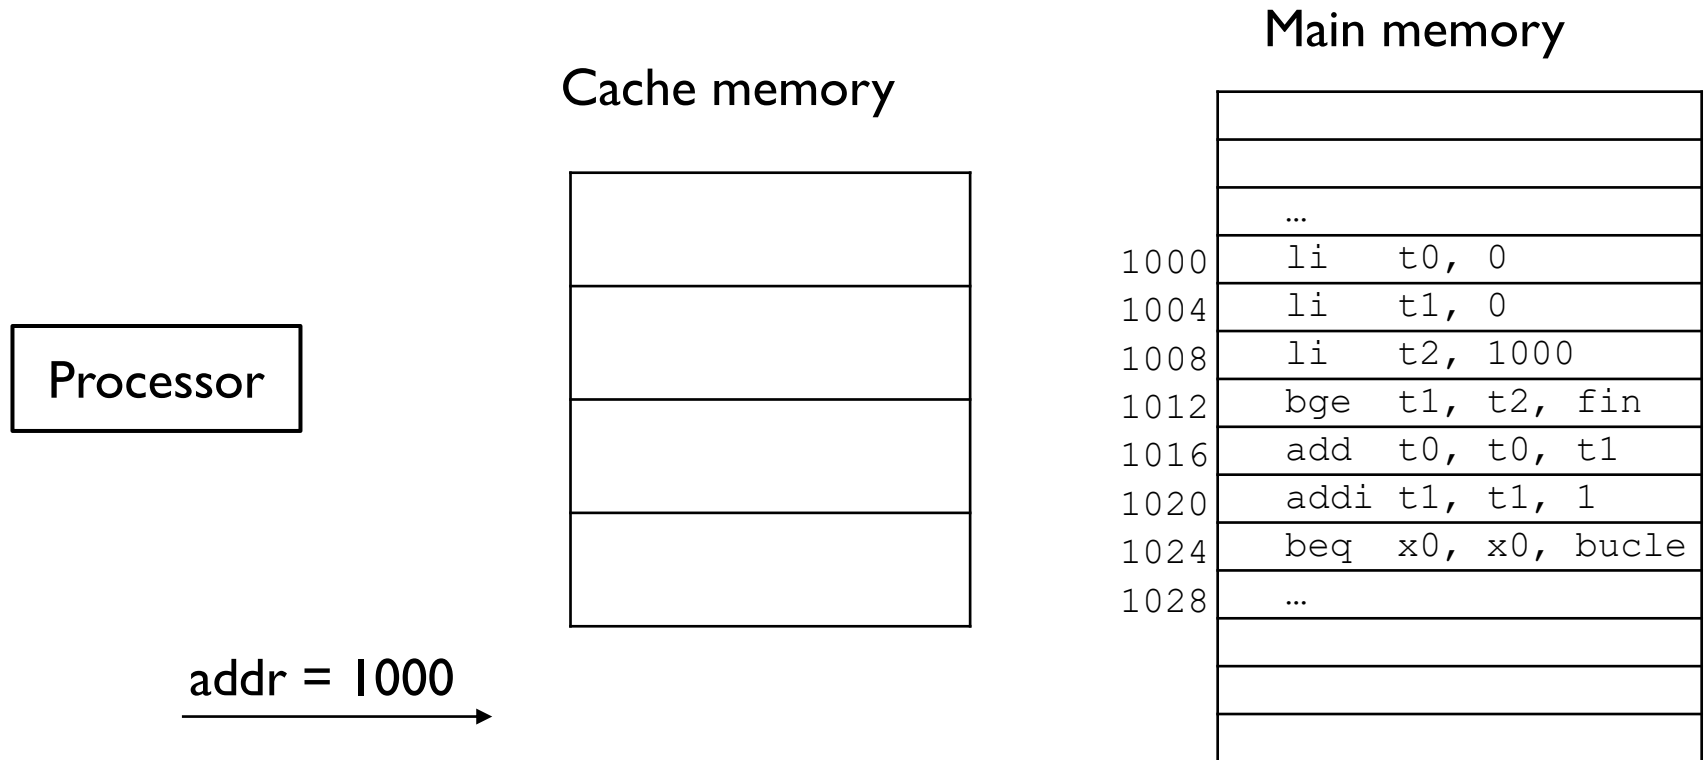 Main memory
Cache memory
…
1000 li t0, 0
1004 li t1, 0
1008 li t2, 1000
1012 bge t1, t2, fin
1016 add t0, t0, t1
1020 addi t1, t1, 1
1024 beq x0, x0, bucle
1028 …
Processor
addr = 1000